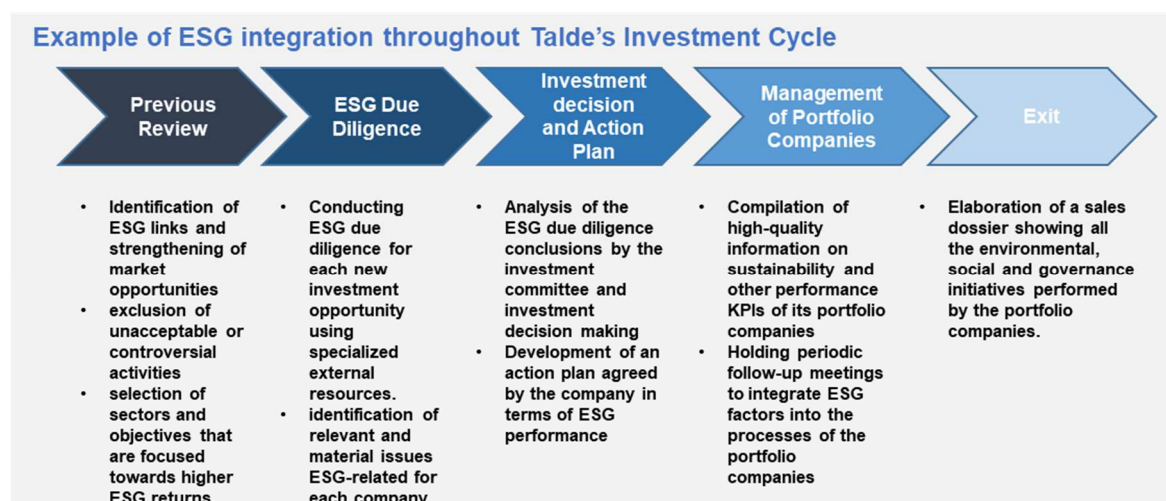 Example of ESG integration throughout Talde's Investment Cycle
Previous
Review
ESG Due
Diligence
Investment
decision
and Action
Plan
Management
of Portfolio
Companies
Exit
• Identification of
ESG links and
strengthening of
market
opportunities
• exclusion of
unacceptable or
controversial
activities
• selection of
sectors and
objectives that
are focused
towards higher
ESG returns
• Conducting
ESG due
diligence for
each new
investment
opportunity
using
specialized
external
resources.
• identification of
relevant and
material issues
ESG-related for
each company
• Analysis of the
ESG due diligence
conclusions by the
investment
committee and
investment
decision making
• Development of an
action plan agreed
by the company in
terms of ESG
performance
• Compilation of
high-quality
information on
sustainability and
other performance
KPIs of its portfolio
companies
• Holding periodic
follow-up meetings
to integrate ESG
factors into the
processes of the
portfolio
companies
• Elaboration of a sales
dossier showing all
the environmental,
social and governance
initiatives performed
by the portfolio
companies.